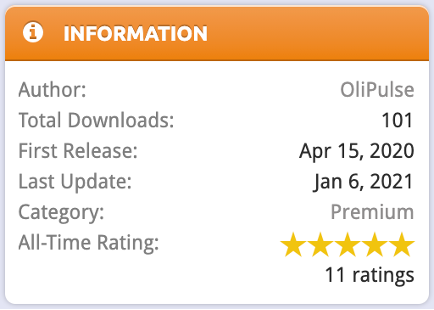 INFORMATION
Author: OliPulse
Total Downloads: 101
First Release: Apr 15, 2020
Last Update: Jan 6, 2021
Category: Premium
All-Time Rating:
11 ratings